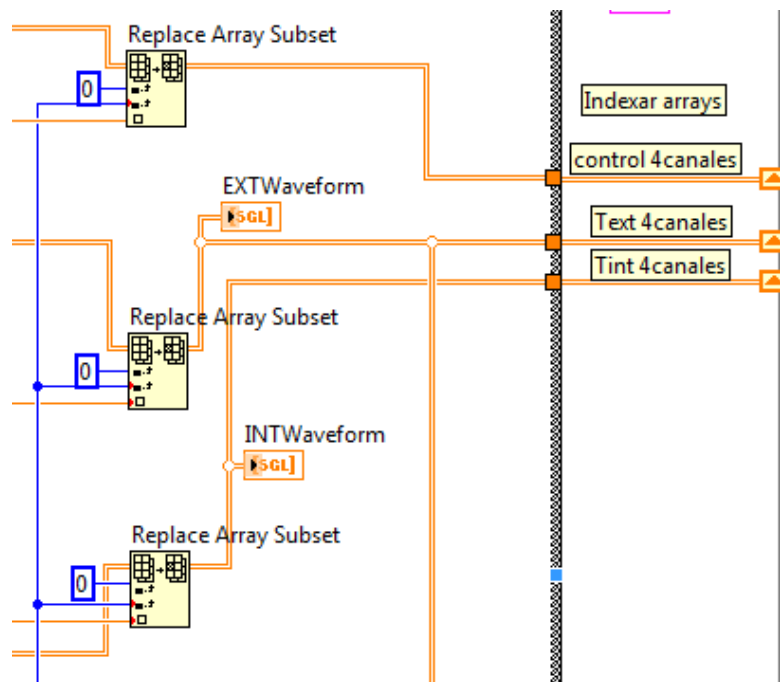 Replace Array Subset
0
Indexar arrays
control 4canales
EXTWaveform
SGL]
Text 4canales
Tint 4canales
Replace Array Subset
0
INTWaveform
SGL]
Replace Array Subset
0